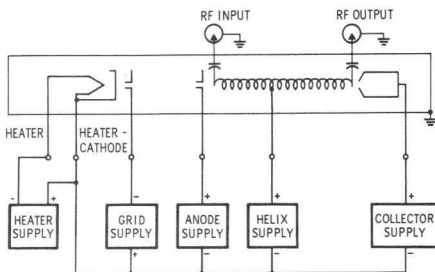 RF INPUT
RF OUTPUT
HEATER
HEATER -
CATHODE
- +
HEATER
SUPPLY
-
GRID
SUPPLY
+
+
ANODE
SUPPLY
-
+
HELIX
SUPPLY
-
+
COLLECTOR
SUPPLY
-